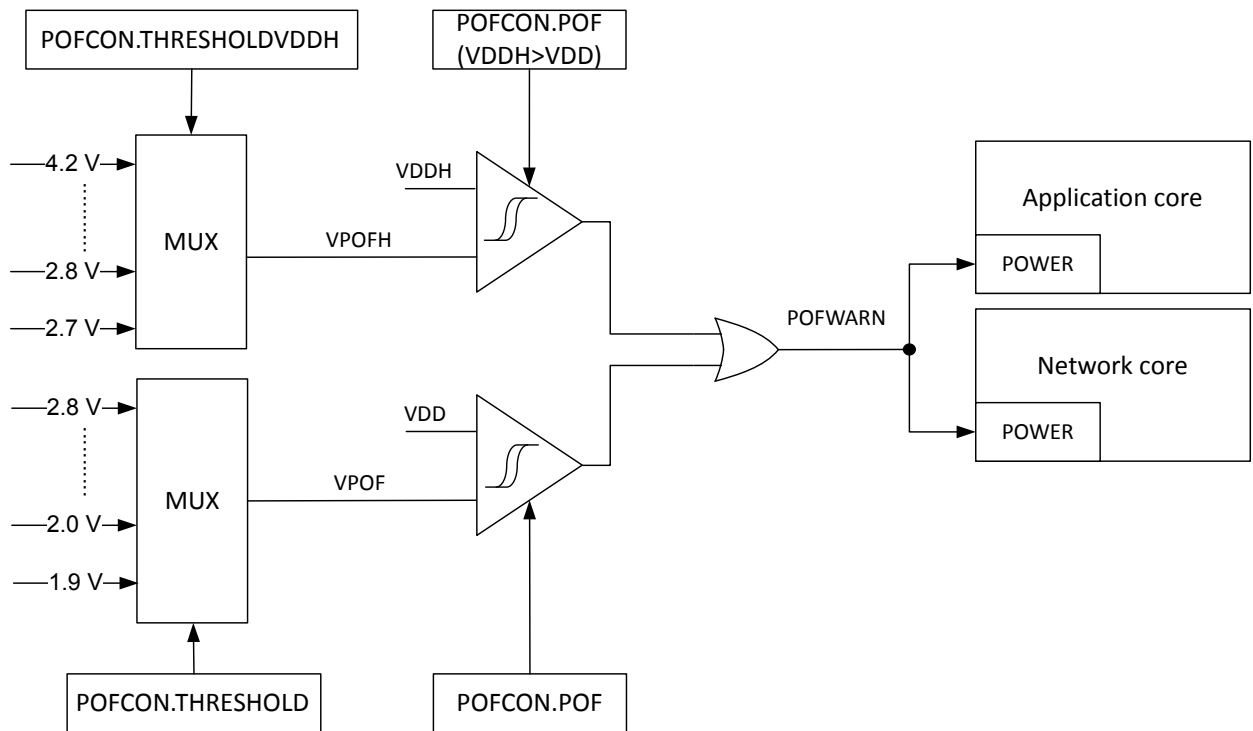 POFCON.THRESHOLDVDDH
POFCON.POF
(VDDH>VDD)
4.2 V
2.8 V
2.7 V
MUX
VDDH
VPOFH
Application core
POWER
POFWARN
Network core
POWER
2.8 V
2.0 V
1.9 V
MUX
VDD
VPOF
POFCON.THRESHOLD
POFCON.POF